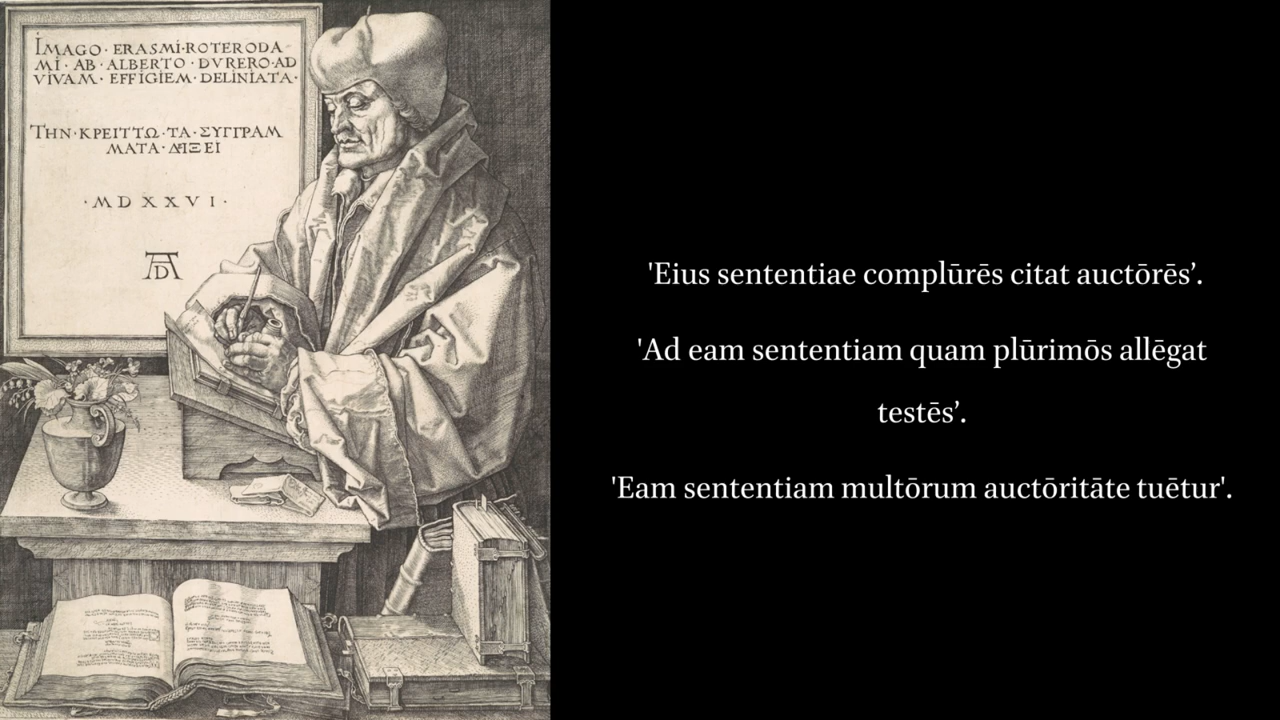 IMAGO · ERASMI · ROTERODA
MI · AB · ALBERTO · DVRERO · AD
VIVAM · EFFIGIEM · DELINIATA ·
ΤΗΝ · ΚΡΕΙΤΤΩ · ΤΑ · ΣΥΓΓΡΑΜ
ΜΑΤΑ · ΔΙΞΕΙ
· MDXXVI ·
AD
'Eius sententiae complūrēs citat auctōrēs’.
'Ad eam sententiam quam plūrimōs allēgat
testēs’.
'Eam sententiam multōrum auctōritāte tuētur'.